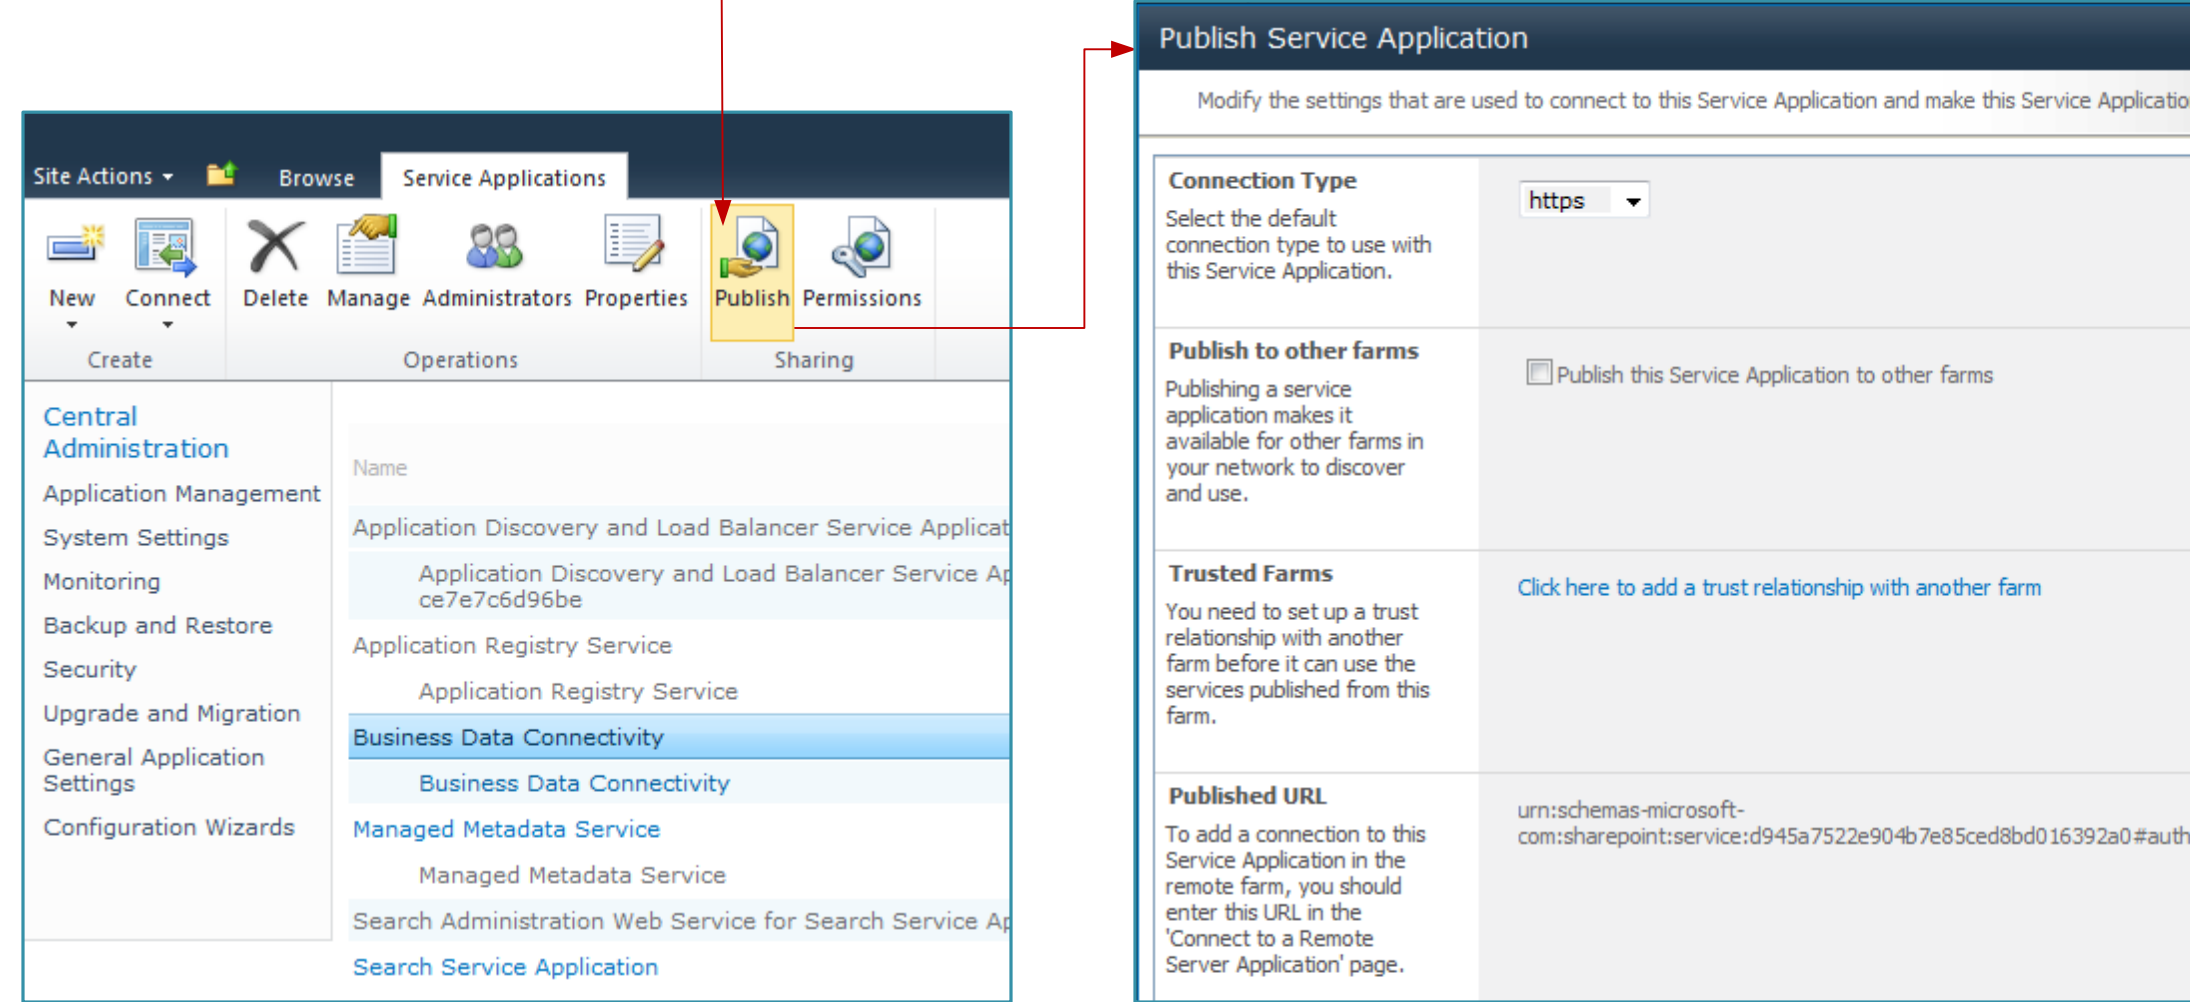 Site Actions
Browse
Service Applications
New
Connect
Delete
Manage
Administrators
Properties
Publish
Permissions
Create
Operations
Sharing
Central
Administration
Application Management
System Settings
Monitoring
Backup and Restore
Security
Upgrade and Migration
General Application
Settings
Configuration Wizards
Name
Application Discovery and Load Balancer Service Applicat
Application Discovery and Load Balancer Service Ap
ce7e7c6d96be
Application Registry Service
Application Registry Service
Business Data Connectivity
Business Data Connectivity
Managed Metadata Service
Managed Metadata Service
Search Administration Web Service for Search Service Ap
Search Service Application
Publish Service Application
Modify the settings that are used to connect to this Service Application and make this Service Applicatio
Connection Type
Select the default
connection type to use with
this Service Application.
https
Publish to other farms
Publishing a service
application makes it
available for other farms in
your network to discover
and use.
Publish this Service Application to other farms
Trusted Farms
You need to set up a trust
relationship with another
farm before it can use the
services published from this
farm.
Click here to add a trust relationship with another farm
Published URL
To add a connection to this
Service Application in the
remote farm, you should
enter this URL in the
'Connect to a Remote
Server Application' page.
urn:schemas-microsoft-
com:sharepoint:service:d945a7522e904b7e85ced8bd016392a0#auth